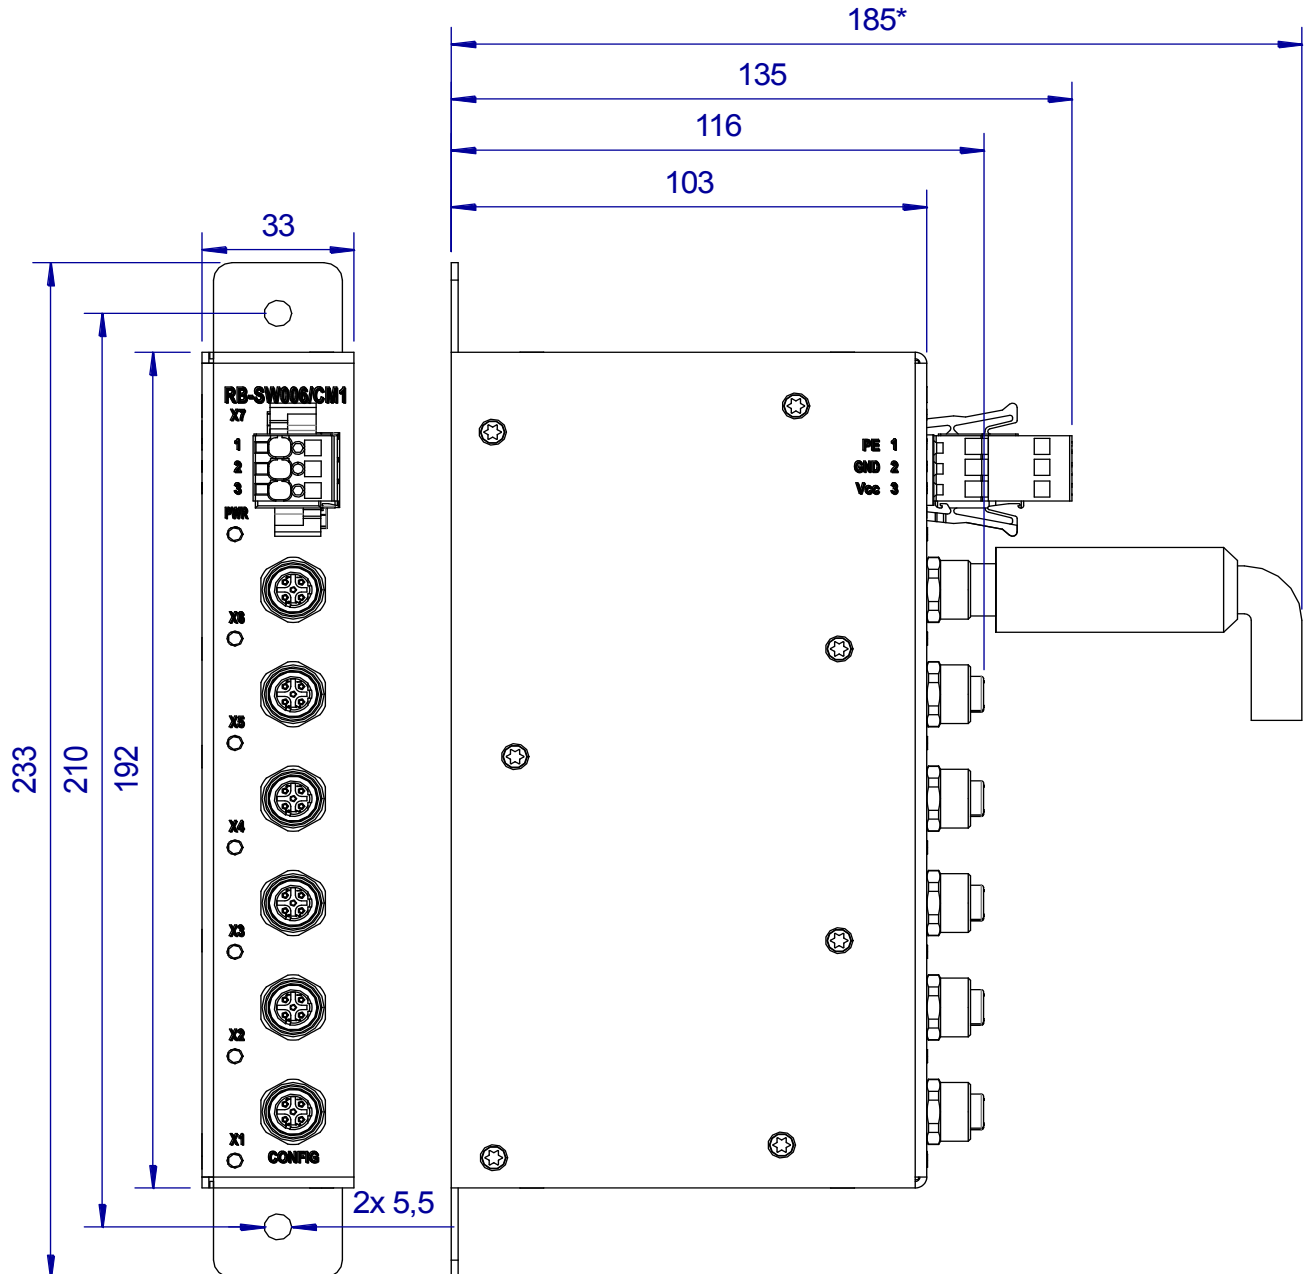 185*
135
116
103
33
RB-SW006/CM1
X7
1
2
3
PWR
PE 1
GND 2
Vcc 3
X6
X5
X4
X3
X2
X1
CONFIG
233
210
192
2x 5,5